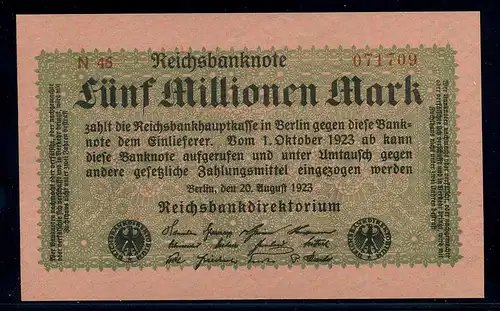 N 46
Reichsbanknote
071709
Fünf Millionen Mark
zahlt die Reichsbankhauptkasse in Berlin gegen diese Bank-
note dem Einlieferer. Vom 1. Oktober 1923 ab kann
diese Banknote aufgerufen und unter Umtausch gegen
andere gesetzliche Zahlungsmittel eingezogen werden
Berlin, den 20. August 1923
Reichsbankdirektorium